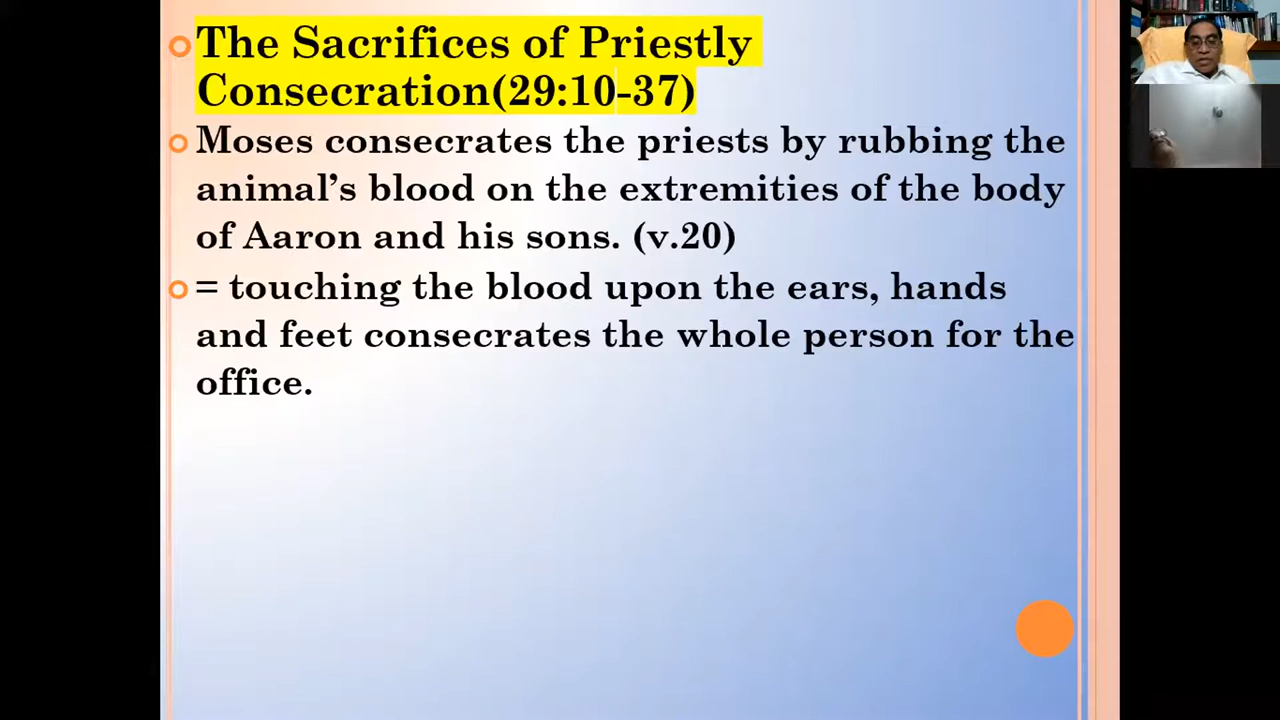 The Sacrifices of Priestly
Consecration(29:10-37)
Moses consecrates the priests by rubbing the
animal’s blood on the extremities of the body
of Aaron and his sons. (v.20)
= touching the blood upon the ears, hands
and feet consecrates the whole person for the
office.